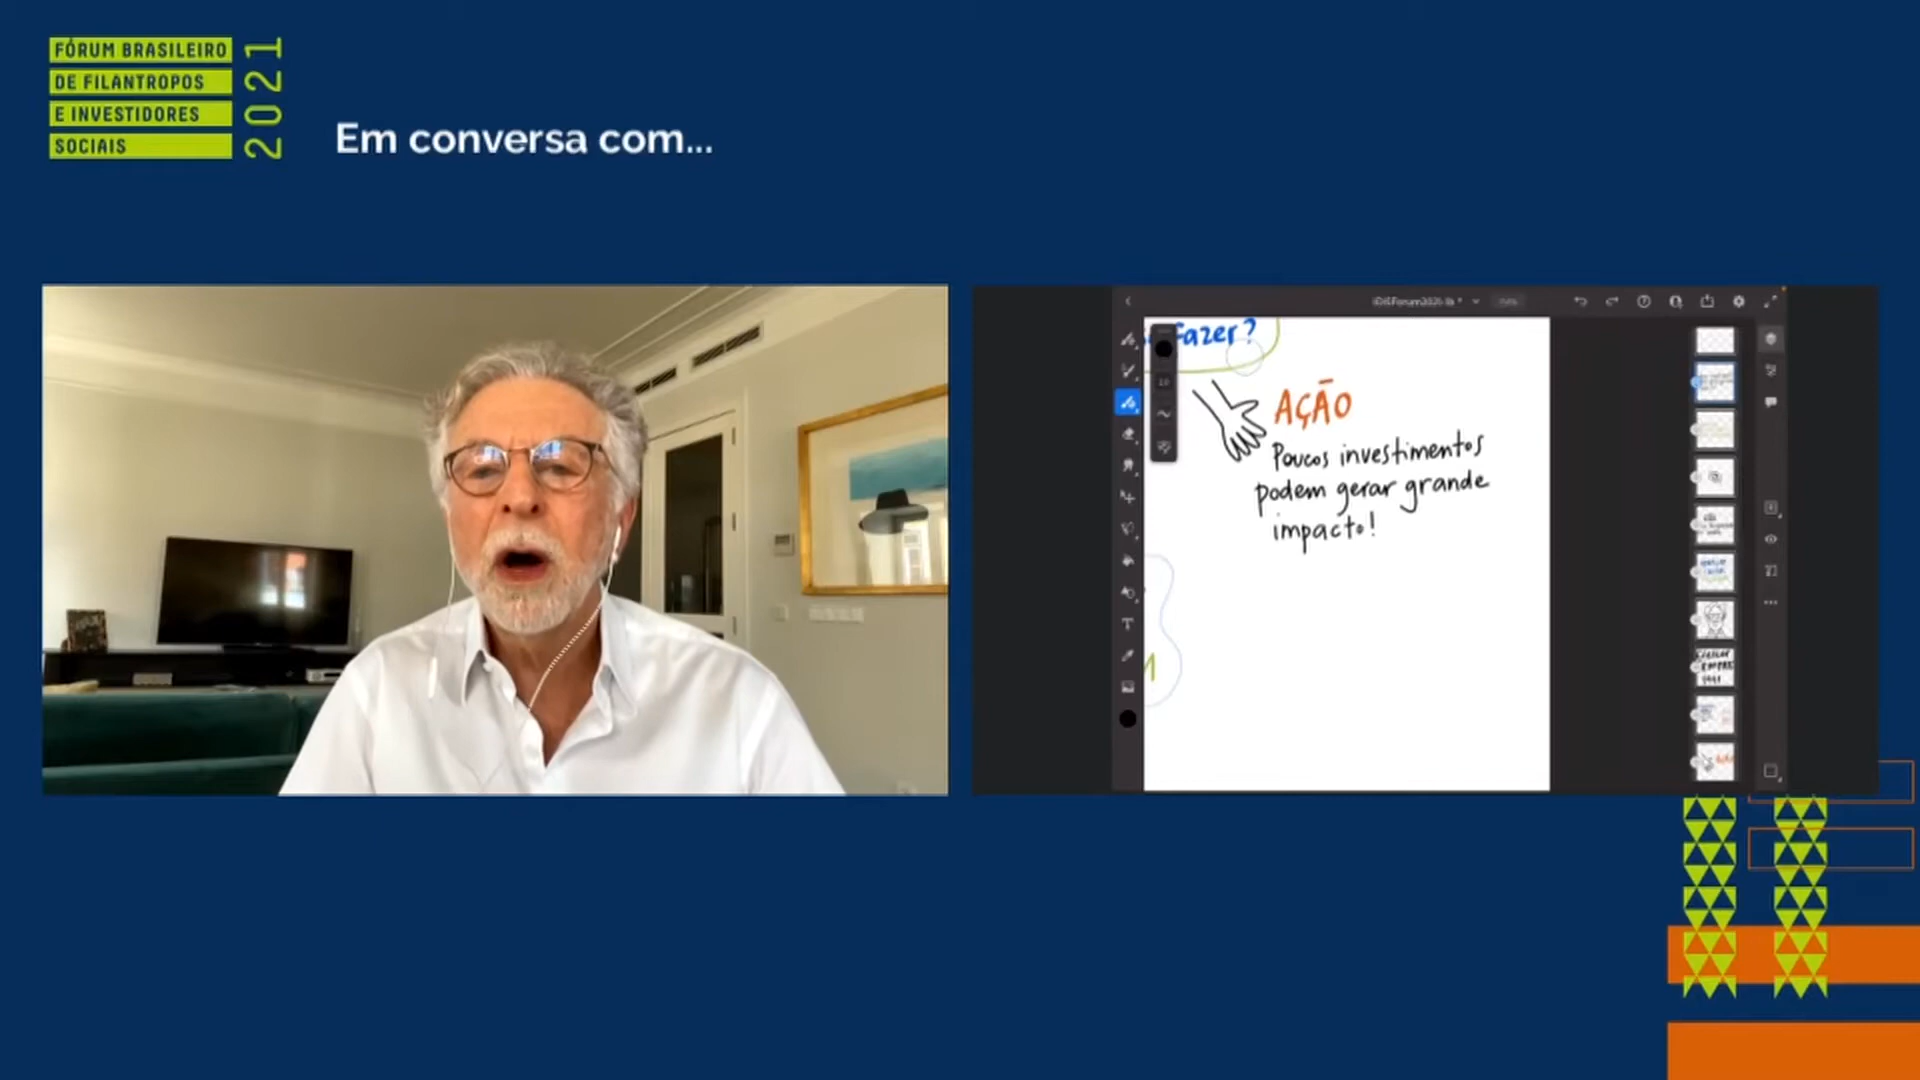 FÓRUM BRASILEIRO
DE FILANTROPOS
E INVESTIDORES
SOCIAIS
2021
Em conversa com...
Fazer?
AÇÃO
Poucos investimentos
podem gerar grande
impacto!